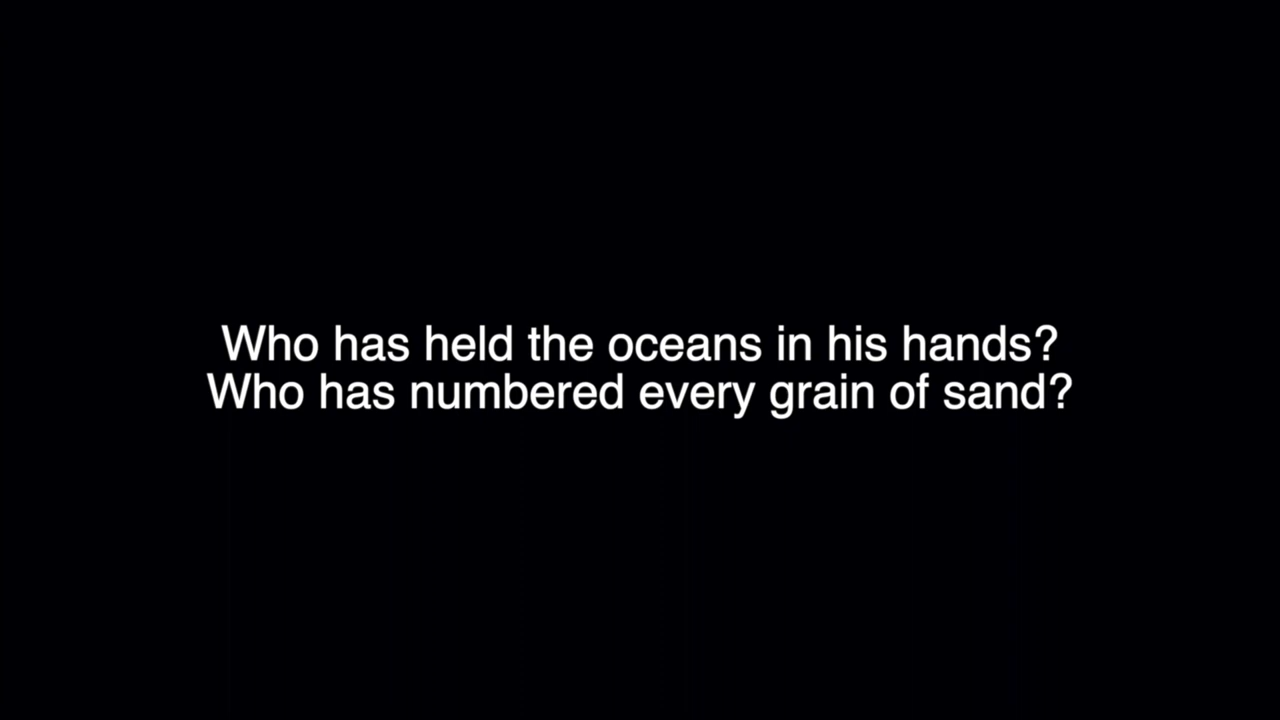 Who has held the oceans in his hands?
Who has numbered every grain of sand?